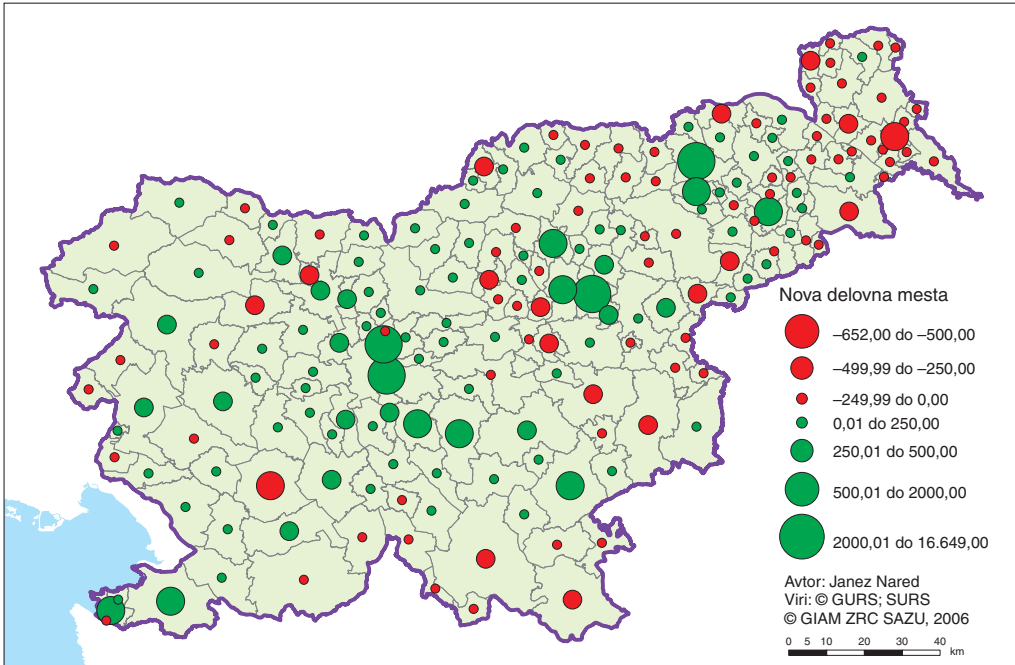 Nova delovna mesta
–652,00 do –500,00
–499,99 do –250,00
–249,99 do 0,00
0,01 do 250,00
250,01 do 500,00
500,01 do 2000,00
2000,01 do 16.649,00
Avtor: Janez Nared
Viri: © GURS; SURS
© GIAM ZRC SAZU, 2006
0 5 10 20 30 40
km